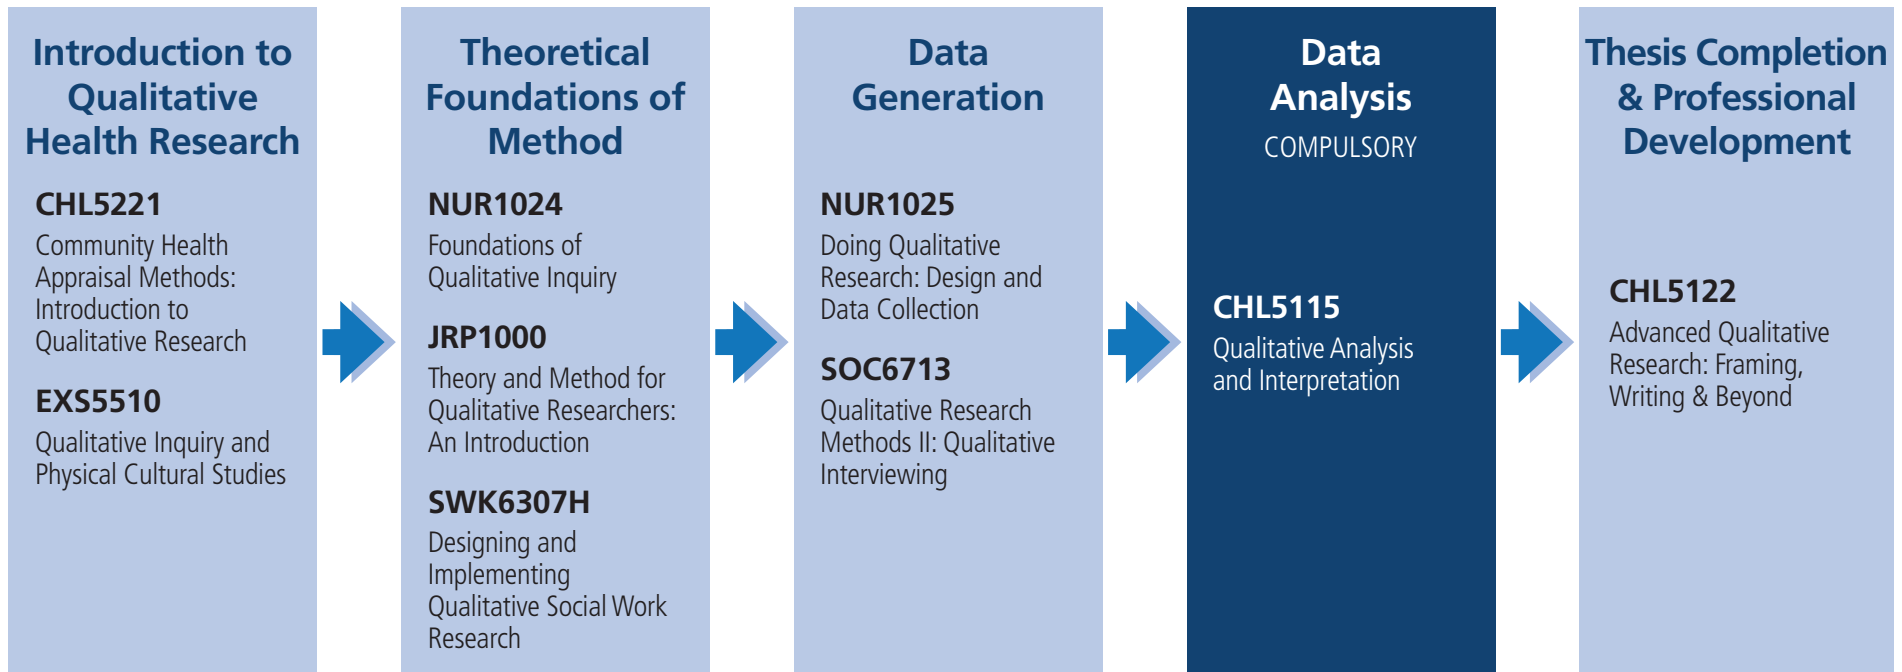 Introduction to
Qualitative
Health Research
CHL5221
Community Health
Appraisal Methods:
Introduction to
Qualitative Research
EXS5510
Qualitative Inquiry and
Physical Cultural Studies
Theoretical
Foundations of
Method
NUR1024
Foundations of
Qualitative Inquiry
JRP1000
Theory and Method for
Qualitative Researchers:
An Introduction
SWK6307H
Designing and
Implementing
Qualitative Social Work
Research
Data
Generation
NUR1025
Doing Qualitative
Research: Design and
Data Collection
SOC6713
Qualitative Research
Methods II: Qualitative
Interviewing
Data
Analysis
COMPULSORY
CHL5115
Qualitative Analysis
and Interpretation
Thesis Completion
& Professional
Development
CHL5122
Advanced Qualitative
Research: Framing,
Writing & Beyond